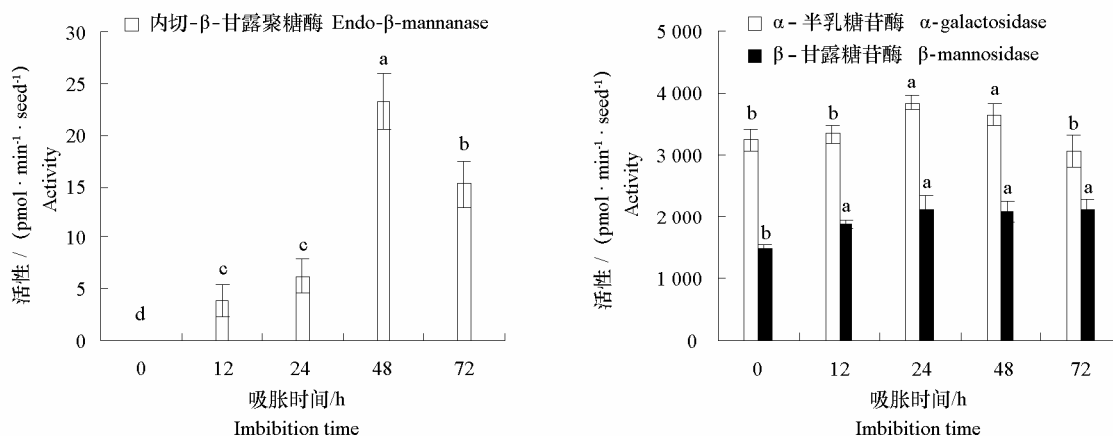 内切-β-甘露聚糖酶 Endo-β-mannanase
活性 / (pmol · min⁻¹ · seed⁻¹)
Activity
30
25
20
15
10
5
0
d
c
c
a
b
0 12 24 48 72
吸胀时间/h
Imbibition time
α-半乳糖苷酶 α-galactosidase
β-甘露糖苷酶 β-mannosidase
活性 / (pmol · min⁻¹ · seed⁻¹)
Activity
5 000
4 000
3 000
2 000
1 000
0
b b a a b
b a a a a
0 12 24 48 72
吸胀时间/h
Imbibition time